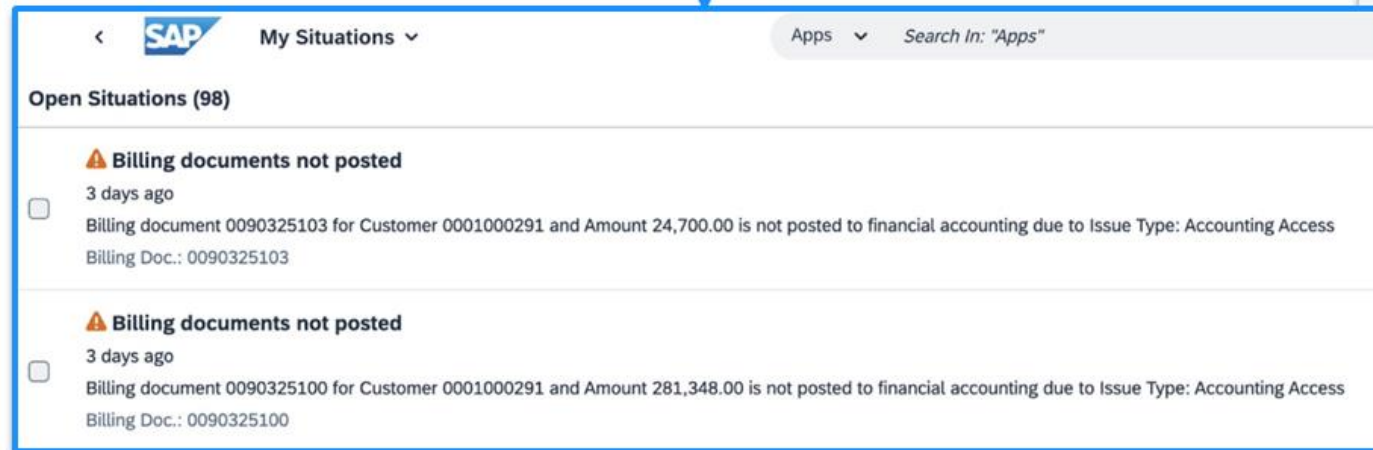 SAP My Situations Apps Search In: "Apps"
Open Situations (98)
Billing documents not posted
3 days ago
Billing document 0090325103 for Customer 0001000291 and Amount 24,700.00 is not posted to financial accounting due to Issue Type: Accounting Access
Billing Doc.: 0090325103
Billing documents not posted
3 days ago
Billing document 0090325100 for Customer 0001000291 and Amount 281,348.00 is not posted to financial accounting due to Issue Type: Accounting Access
Billing Doc.: 0090325100